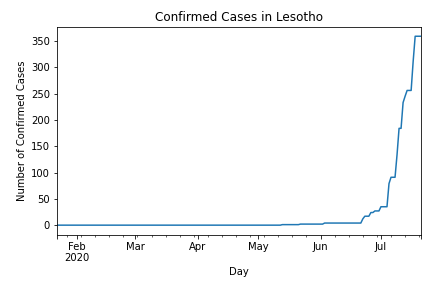 Confirmed Cases in Lesotho
Number of Confirmed Cases
350
300
250
200
150
100
50
0
Feb Mar Apr May Jun Jul
2020
Day